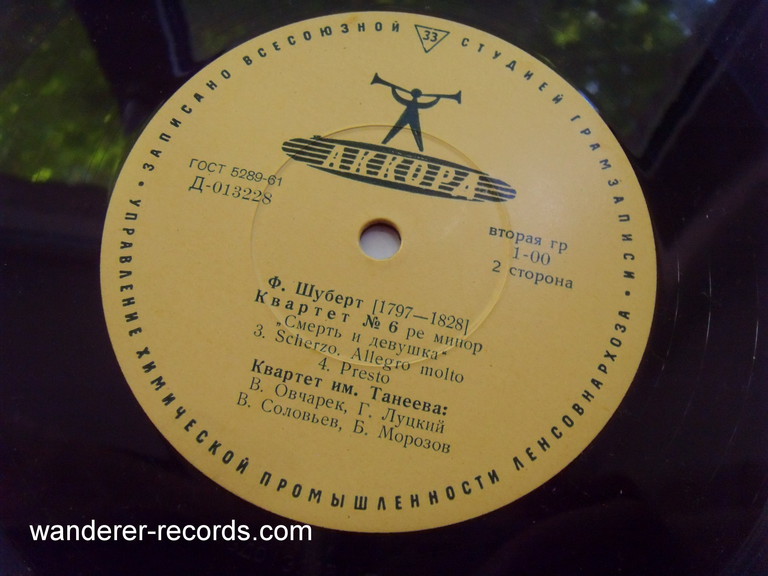 ЗАПИСАНО ВСЕСОЮЗНОЙ 33 СТУДИЕЙ ГРАМЗАПИСИ •
УПРАВЛЕНИЕ ХИМИЧЕСКОЙ ПРОМЫШЛЕННОСТИ ЛЕНСОВНАРХОЗА •
АККОРД
ГОСТ 5289-61
Д-013228
вторая гр
1-00
2 сторона
Ф. Шуберт [1797—1828]
Квартет № 6 ре минор
"Смерть и девушка"
3. Scherzo. Allegro molto
4. Presto
Квартет им. Танеева:
В. Овчарек, Г. Луцкий
В. Соловьев, Б. Морозов
wanderer-records.com